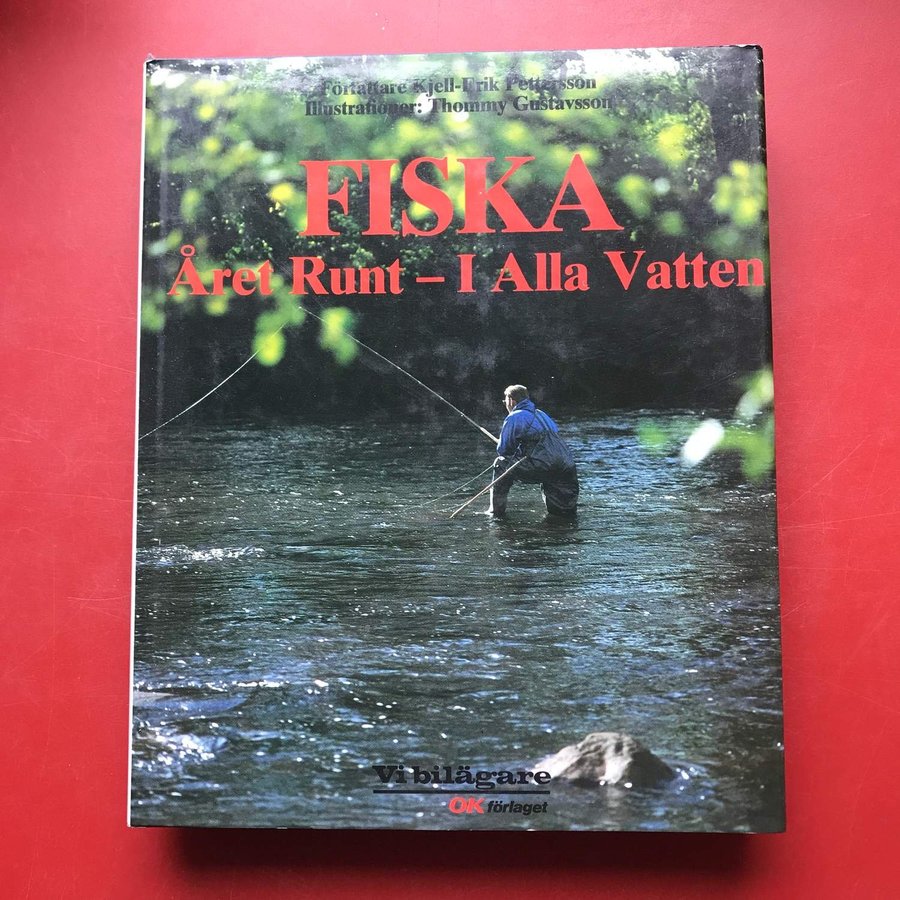 Författare Kjell-Erik Pettersson
Illustrationer: Thommy Gustavsson
FISKA
Året Runt – I Alla Vatten
Vi bilägare
OK förlaget